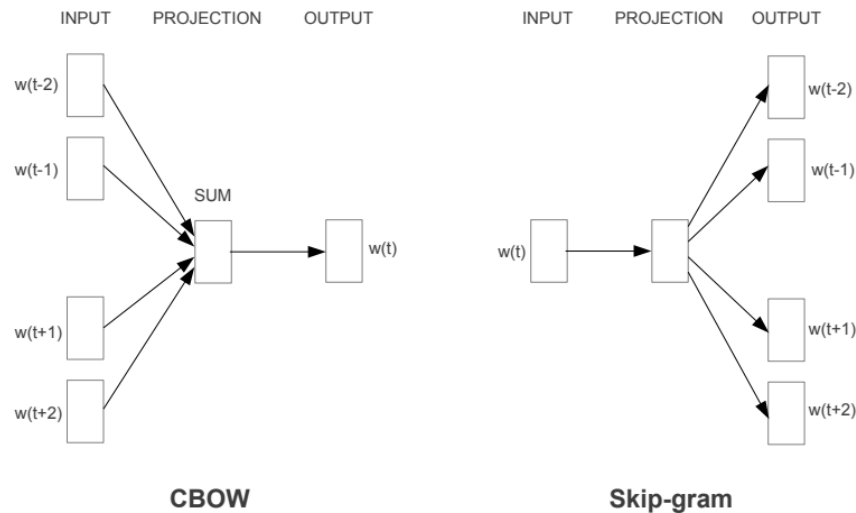 INPUT PROJECTION OUTPUT
w(t-2)
w(t-1)
SUM
w(t)
w(t+1)
w(t+2)
CBOW
INPUT PROJECTION OUTPUT
w(t-2)
w(t-1)
w(t)
w(t+1)
w(t+2)
Skip-gram